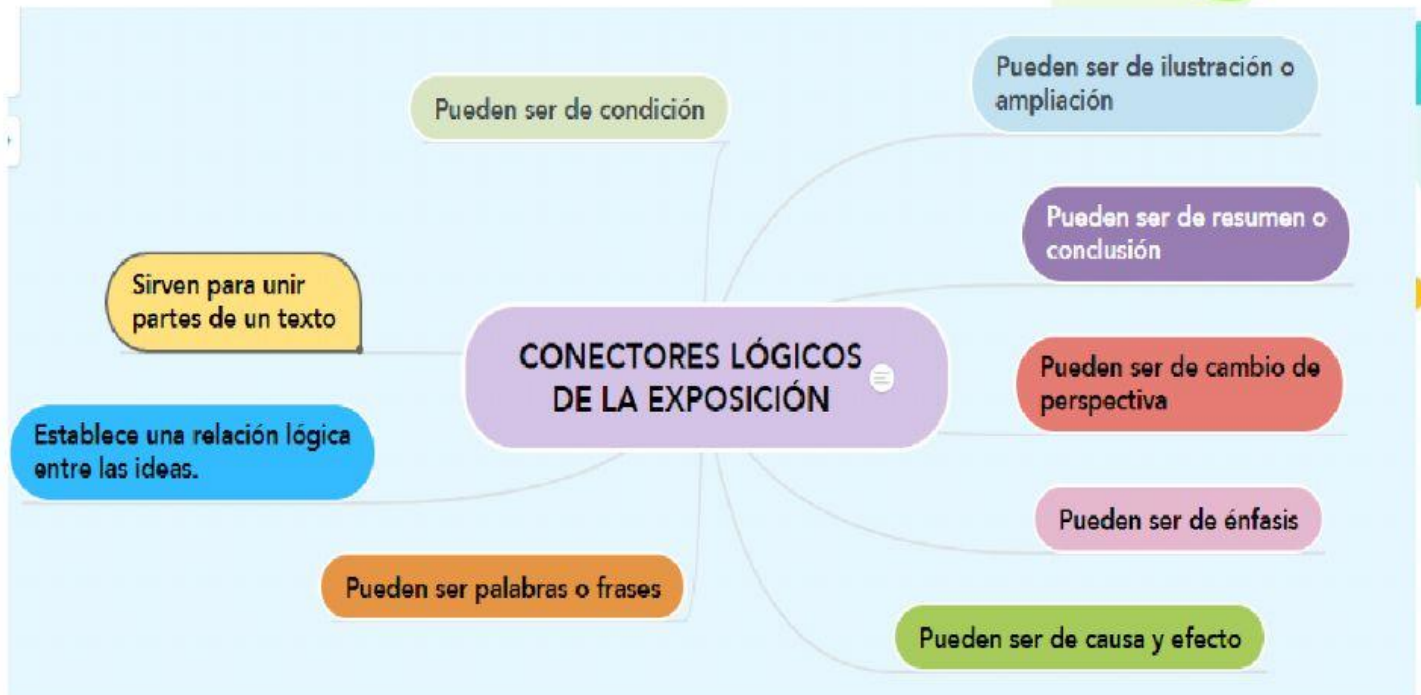 Pueden ser de condición
Pueden ser de ilustración o
ampliación
Pueden ser de resumen o
conclusión
Sirven para unir
partes de un texto
CONECTORES LÓGICOS
DE LA EXPOSICIÓN
Pueden ser de cambio de
perspectiva
Establece una relación lógica
entre las ideas.
Pueden ser de énfasis
Pueden ser palabras o frases
Pueden ser de causa y efecto